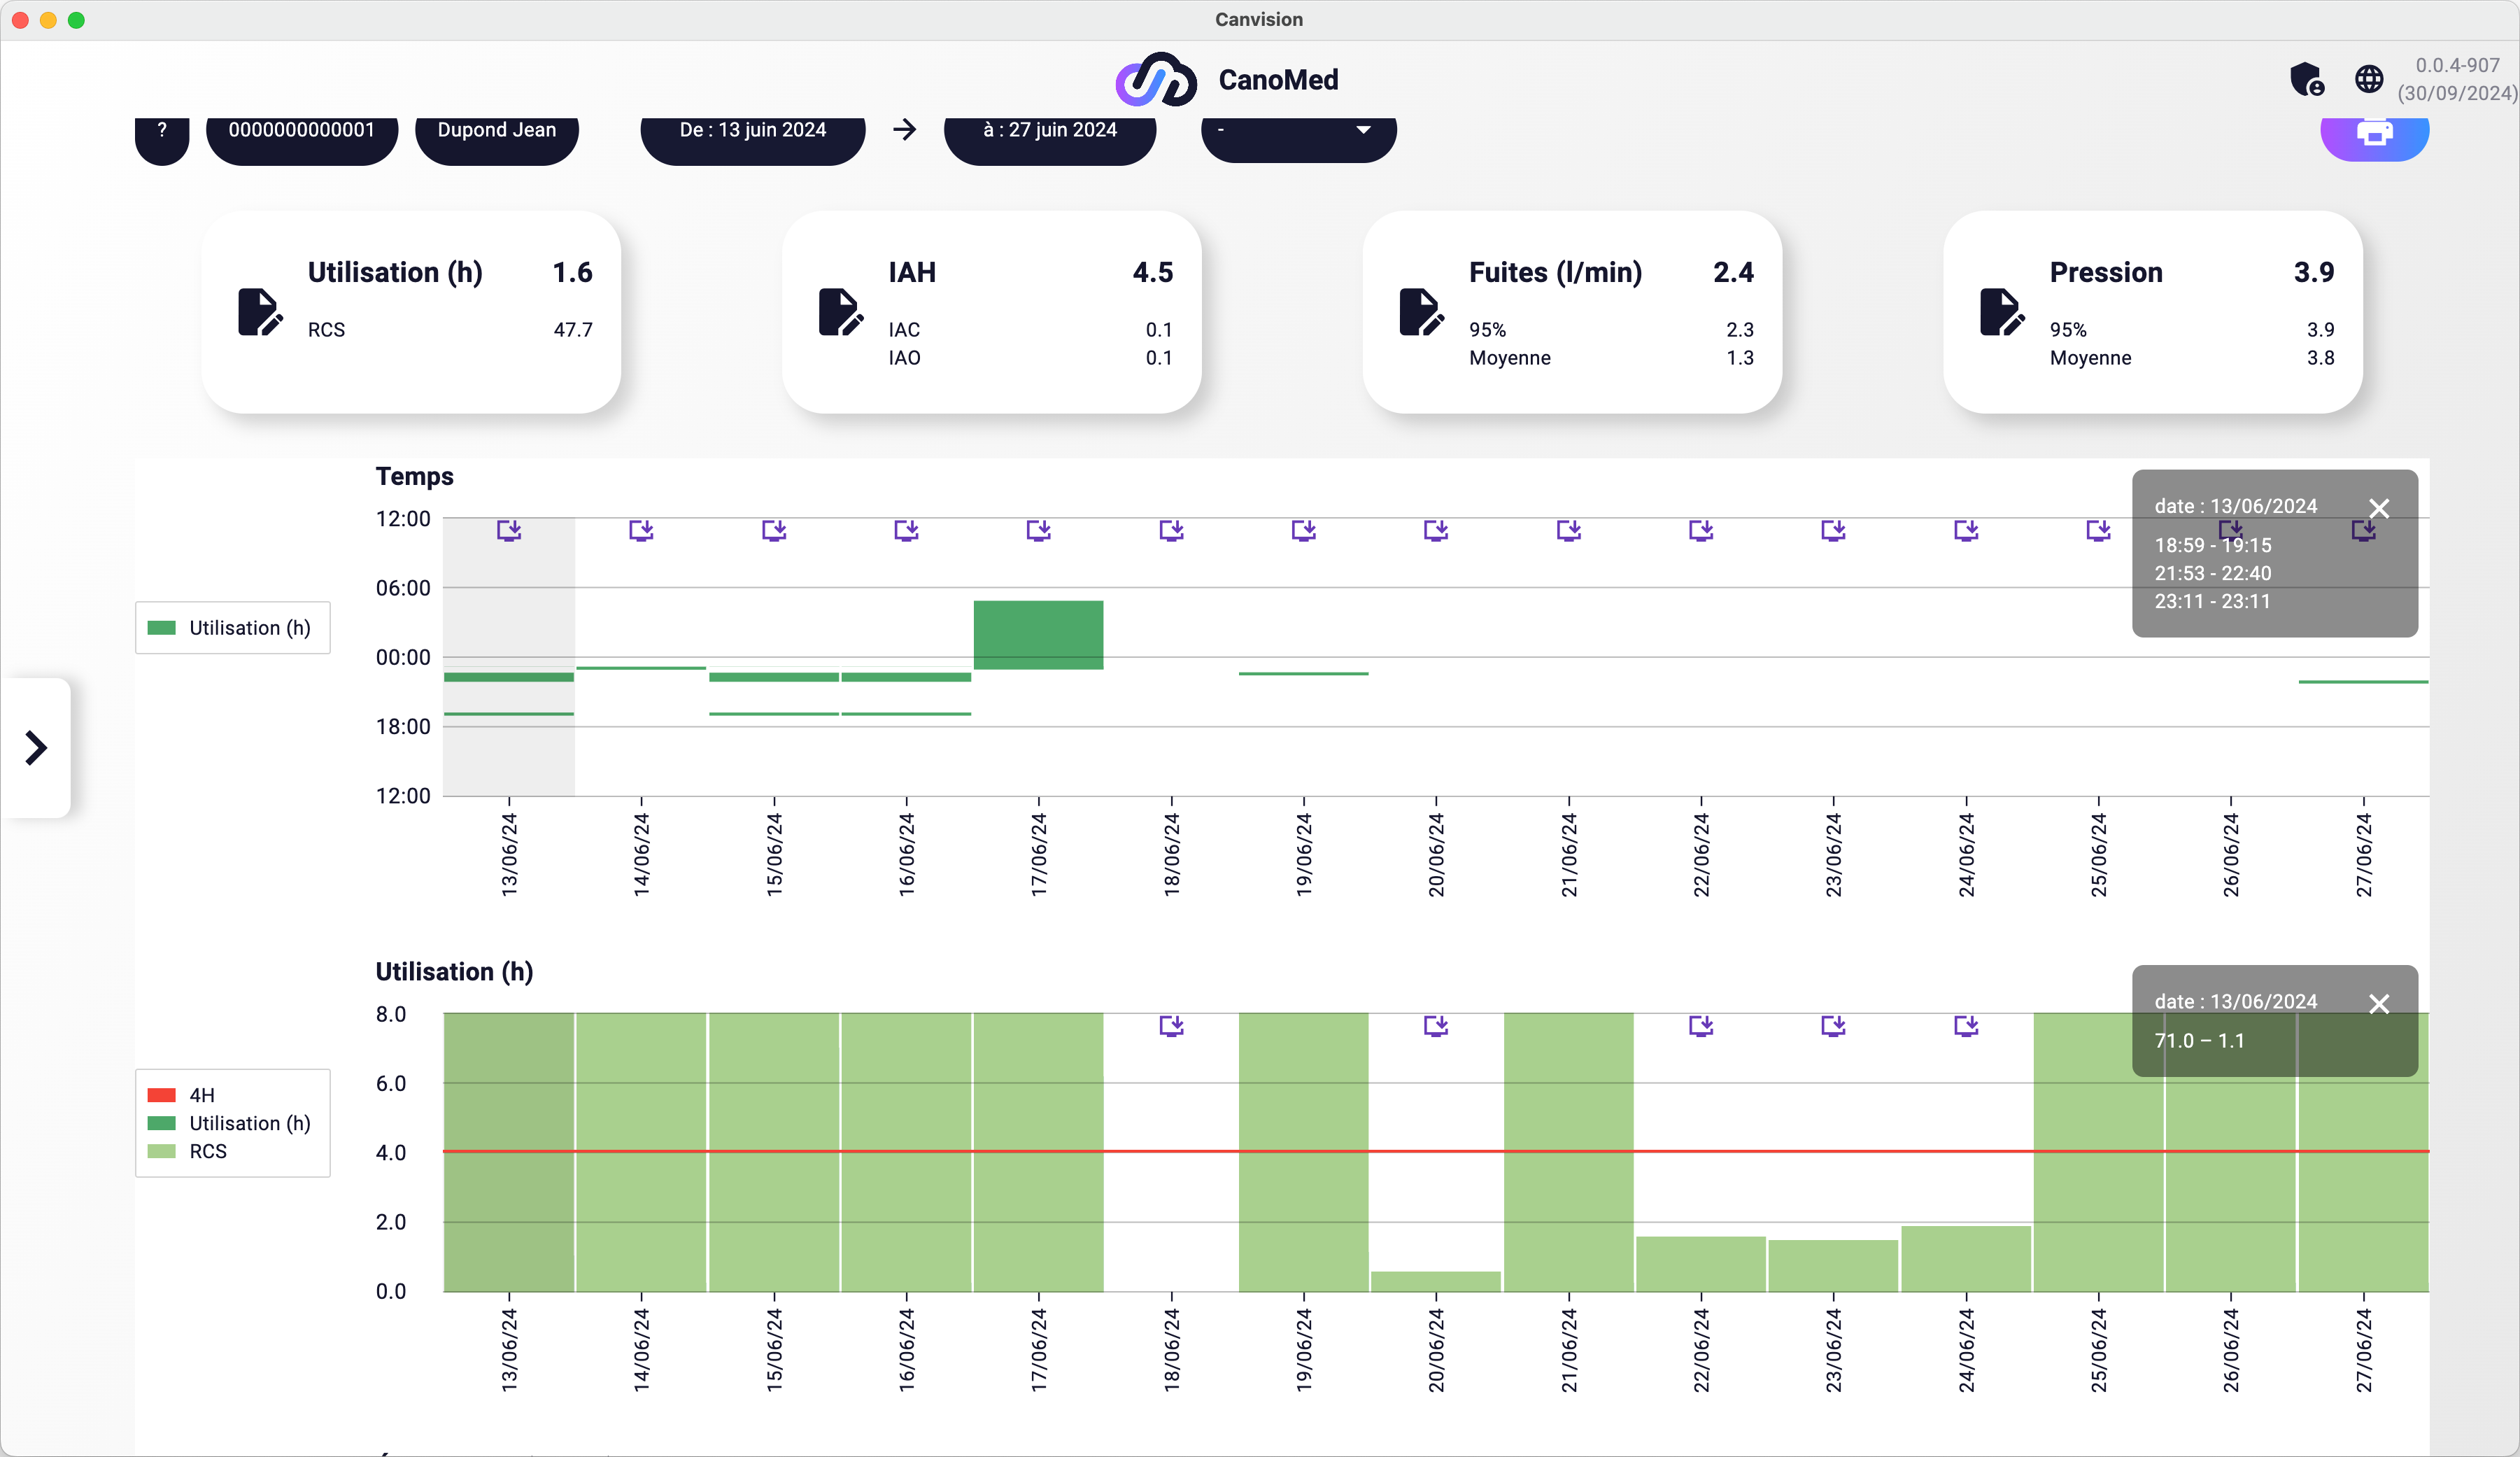 Canvision
CanoMed
0.0.4-907
(30/09/2024)
? 0000000000001 Dupond Jean De : 13 juin 2024 à : 27 juin 2024 -
Utilisation (h) 1.6
RCS 47.7
IAH 4.5
IAC 0.1
IAO 0.1
Fuites (l/min) 2.4
95% 2.3
Moyenne 1.3
Pression 3.9
95% 3.9
Moyenne 3.8
Temps
Utilisation (h)
12:00
06:00
00:00
18:00
12:00
date : 13/06/2024
18:59 - 19:15
21:53 - 22:40
23:11 - 23:11
13/06/24 14/06/24 15/06/24 16/06/24 17/06/24 18/06/24 19/06/24 20/06/24 21/06/24 22/06/24 23/06/24 24/06/24 25/06/24 26/06/24 27/06/24
Utilisation (h)
4H
Utilisation (h)
RCS
8.0
6.0
4.0
2.0
0.0
date : 13/06/2024
71.0 – 1.1
13/06/24 14/06/24 15/06/24 16/06/24 17/06/24 18/06/24 19/06/24 20/06/24 21/06/24 22/06/24 23/06/24 24/06/24 25/06/24 26/06/24 27/06/24